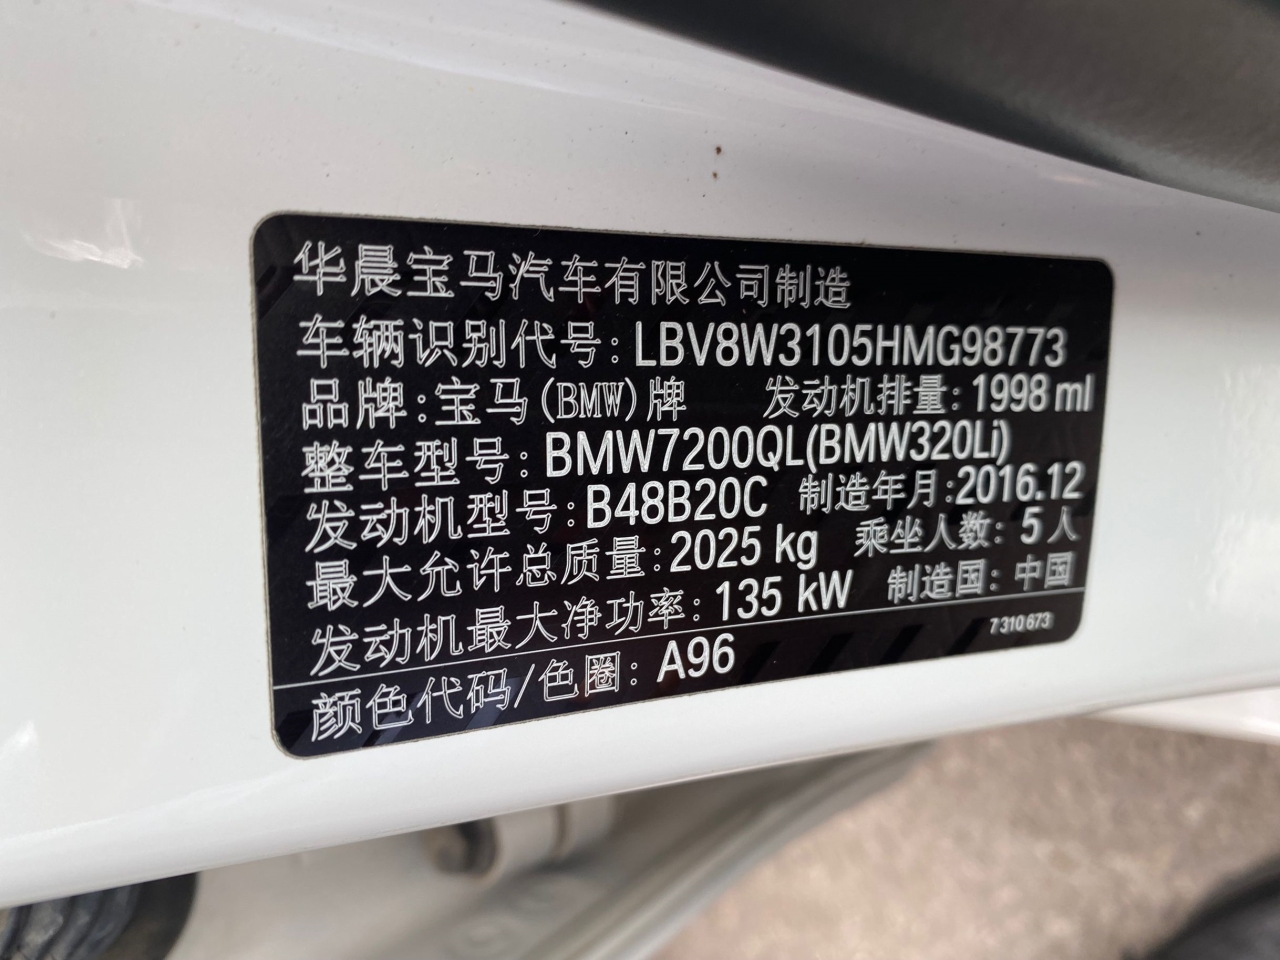 华晨宝马汽车有限公司制造
车辆识别代号: LBV8W3105HMG98773
品牌:宝马(BMW)牌 发动机排量: 1998 ml
整车型号: BMW7200QL(BMW320Li)
发动机型号: B48B20C 制造年月:2016.12
最大允许总质量:2025 kg 乘坐人数: 5 人
发动机最大净功率: 135 kW 制造国: 中国
7 310 673
颜色代码/色圈: A96